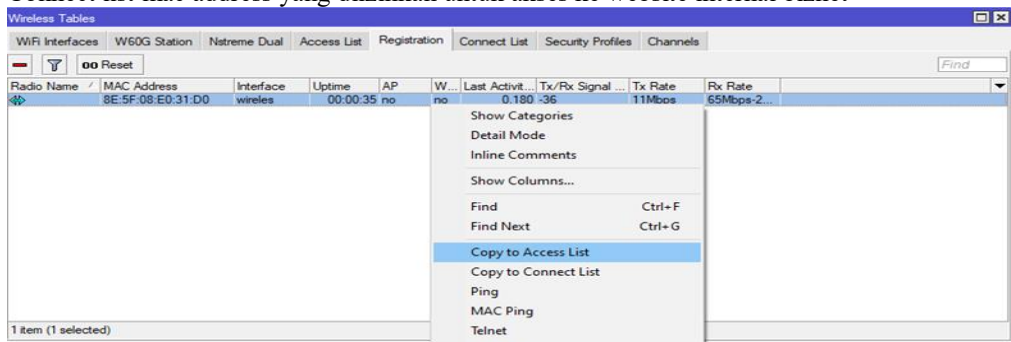 Wireless Tables
WiFi Interfaces W60G Station Nstreme Dual Access List Registration Connect List Security Profiles Channels
00 Reset Find
Radio Name / MAC Address Interface Uptime AP W... Last Activit... Tx/Rx Signal ... Tx Rate Rx Rate
8E:5F:08:E0:31:D0 wireles 00:00:35 no no 0.180 -36 11Mbps 65Mbps-2...
Show Categories
Detail Mode
Inline Comments
Show Columns...
Find Ctrl+F
Find Next Ctrl+G
Copy to Access List
Copy to Connect List
Ping
MAC Ping
Telnet
1 item (1 selected)